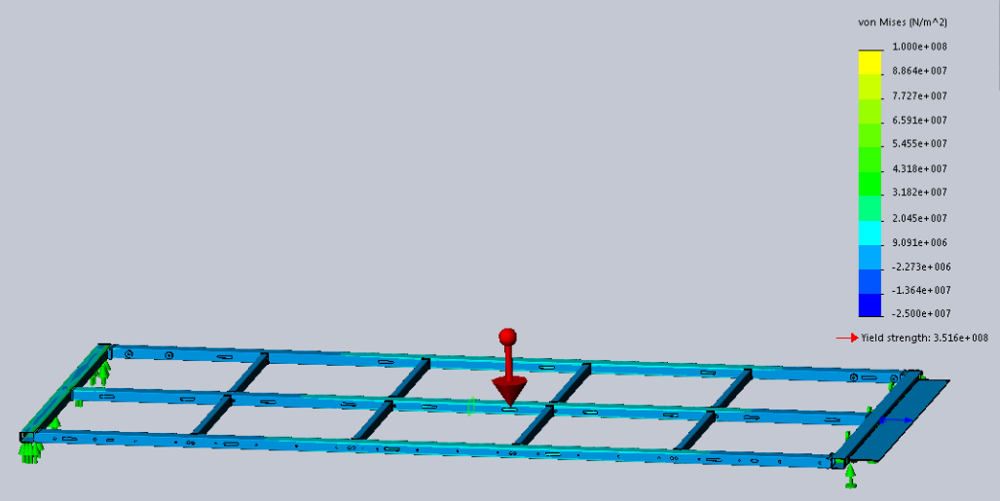 von Mises (N/m^2)
1.000e+008
8.864e+007
7.727e+007
6.591e+007
5.455e+007
4.318e+007
3.182e+007
2.045e+007
9.091e+006
-2.273e+006
-1.364e+007
-2.500e+007
Yield strength: 3.516e+008